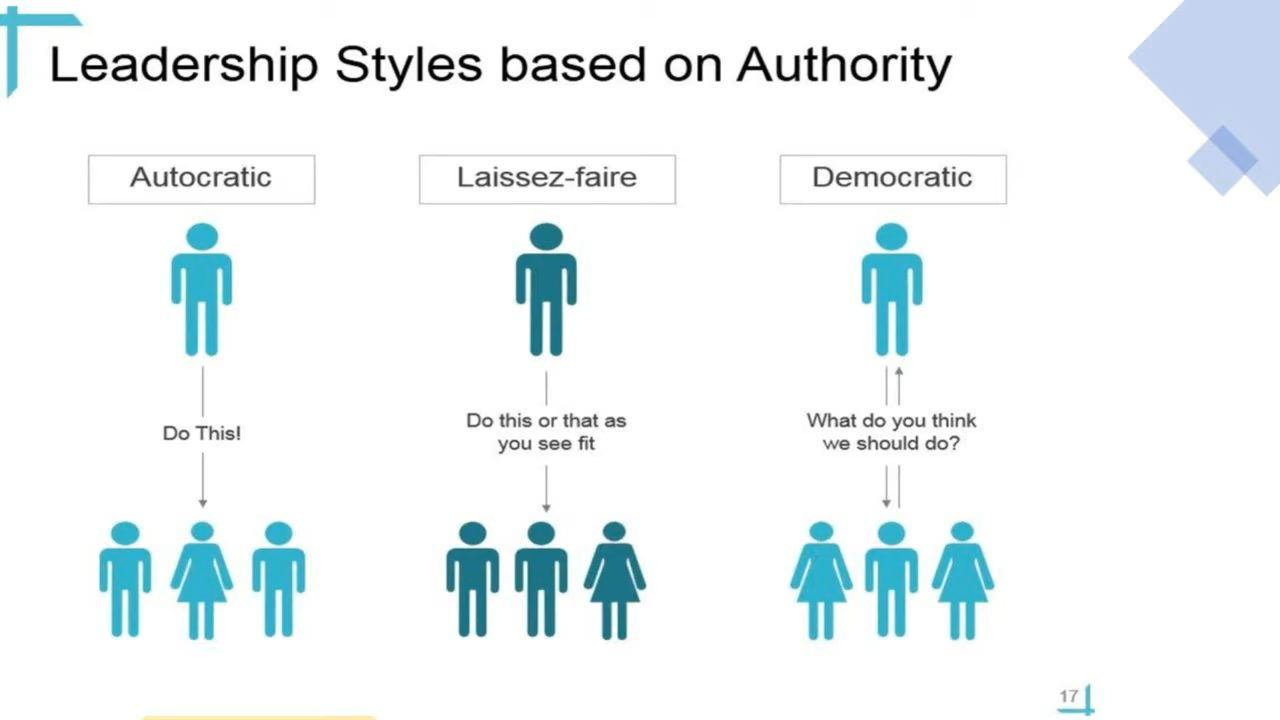 Leadership Styles based on Authority
Autocratic
Laissez-faire
Democratic
Do This!
Do this or that as
you see fit
What do you think
we should do?
17